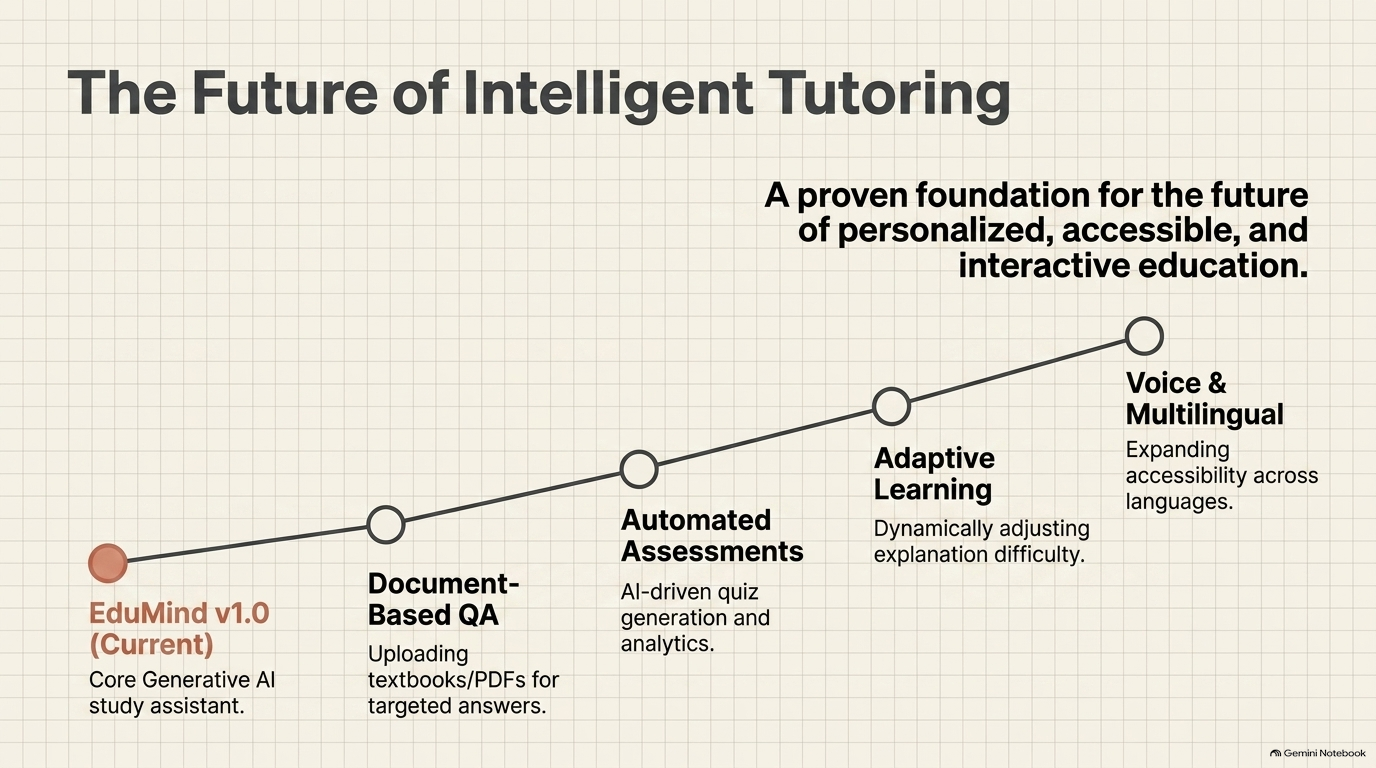 The Future of Intelligent Tutoring
A proven foundation for the future
of personalized, accessible, and
interactive education.
EduMind v1.0
(Current)
Core Generative AI
study assistant.
Document-
Based QA
Uploading
textbooks/PDFs for
targeted answers.
Automated
Assessments
AI-driven quiz
generation and
analytics.
Adaptive
Learning
Dynamically adjusting
explanation difficulty.
Voice &
Multilingual
Expanding
accessibility across
languages.
Gemini Notebook